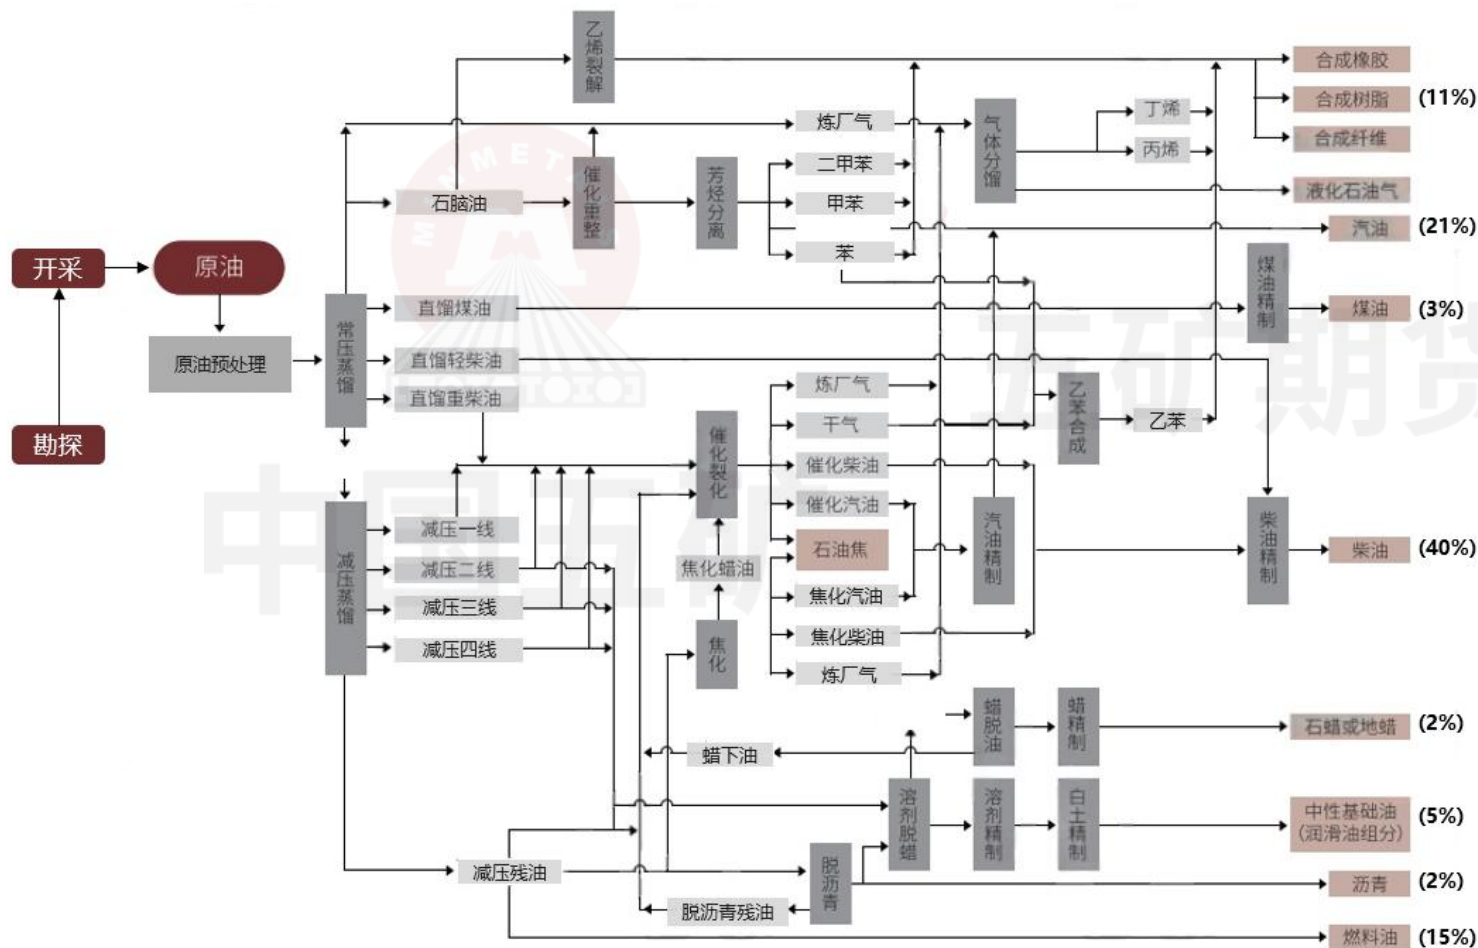 乙烯裂解
合成橡胶
合成树脂 (11%)
合成纤维
炼厂气
气体分馏
丁烯
丙烯
二甲苯
催化重整
芳烃分离
石脑油
甲苯
液化石油气
汽油 (21%)
苯
开采
原油
煤油精制
直馏煤油
煤油 (3%)
常压蒸馏
原油预处理
直馏轻柴油
直馏重柴油
炼厂气
乙苯合成
干气
乙苯
勘探
催化裂化
催化柴油
催化汽油
减压一线
汽油精制
柴油精制
石油焦
柴油 (40%)
减压蒸馏
减压二线
焦化蜡油
焦化汽油
减压三线
焦化柴油
减压四线
焦化
炼厂气
蜡脱油
蜡精制
石蜡或地蜡 (2%)
蜡下油
溶剂脱蜡
溶剂精制
白土精制
中性基础油 (5%)
(润滑油组分)
减压残油
脱沥青
沥青 (2%)
脱沥青残油
燃料油 (15%)
MINMETALS
中国五矿
五矿期货